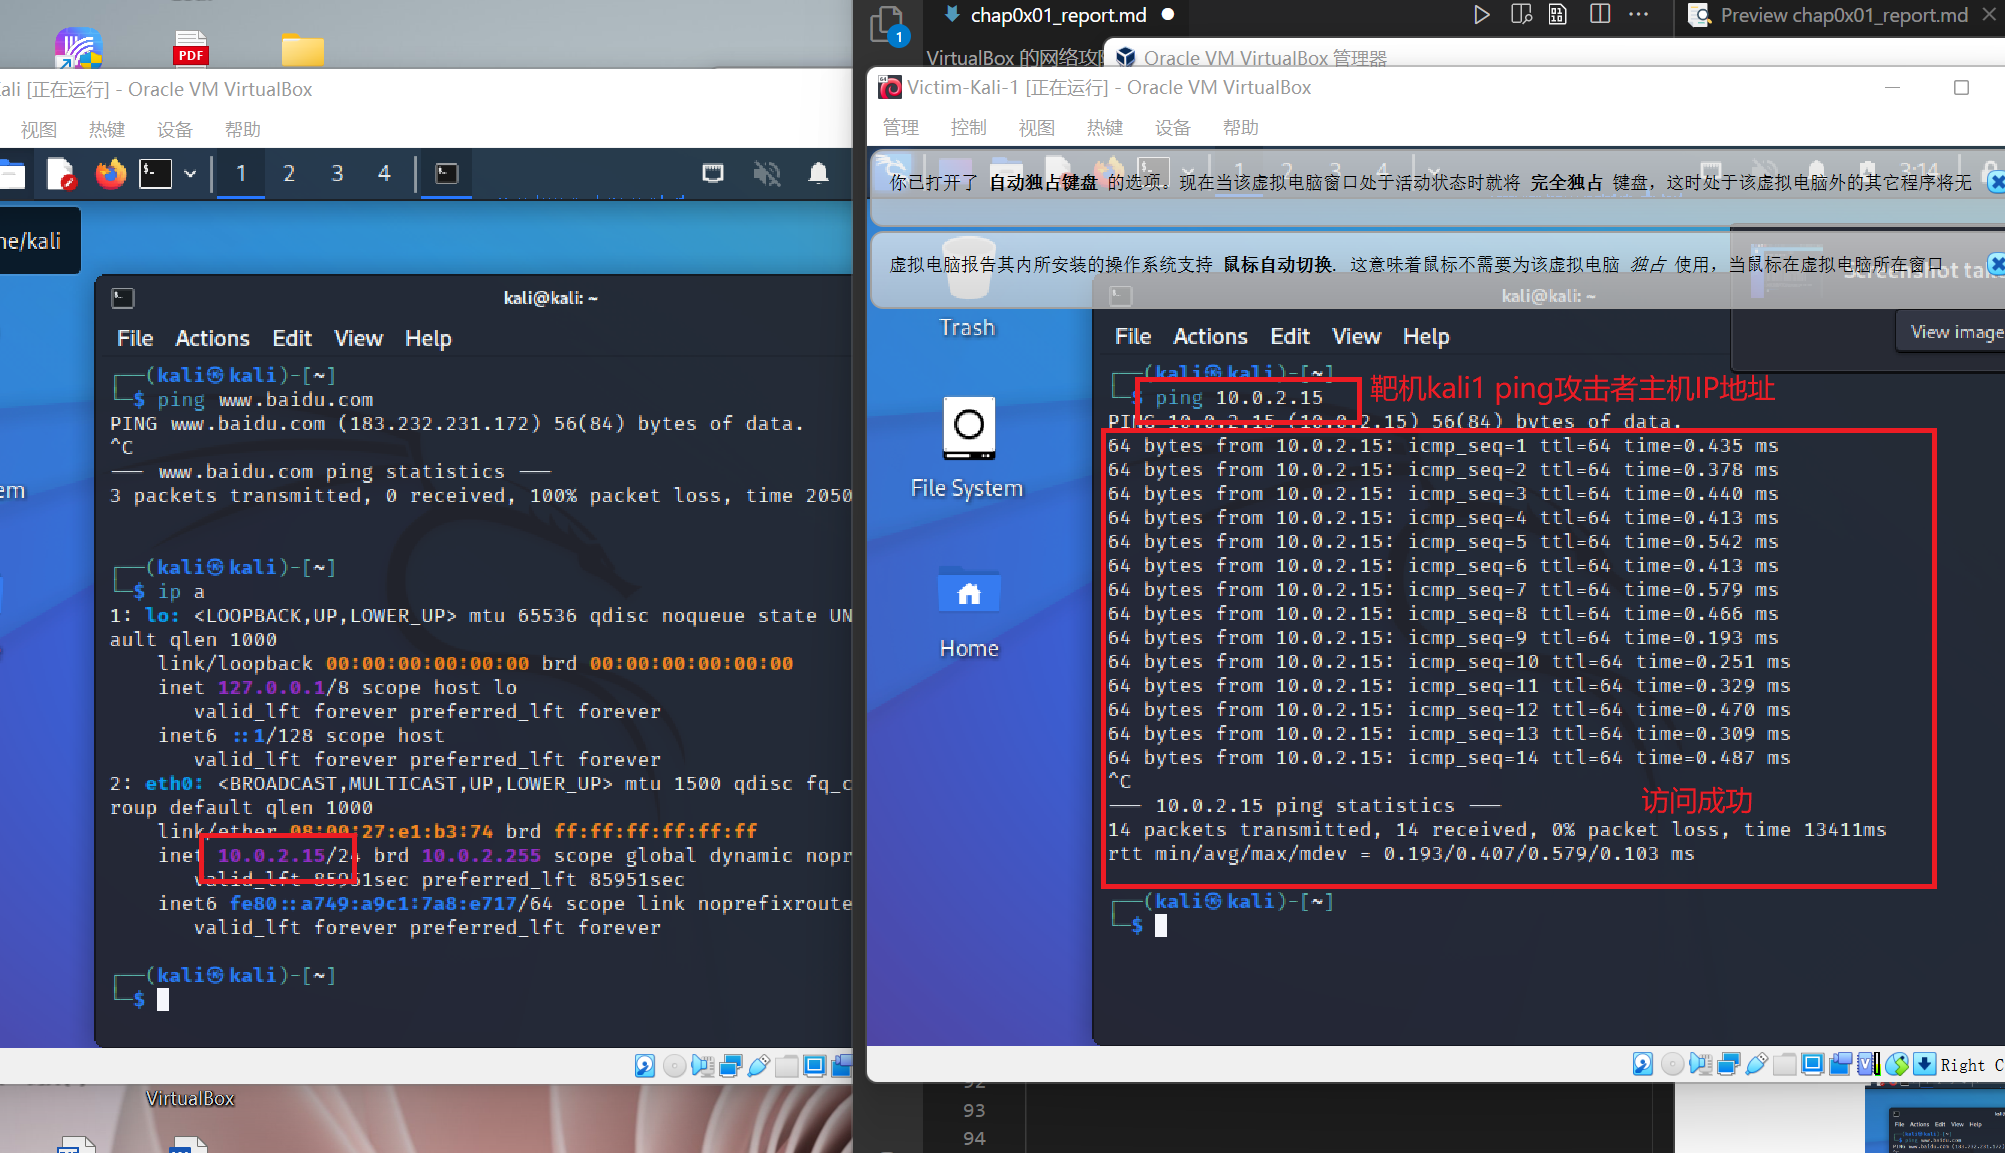 PDF
ali [正在运行] - Oracle VM VirtualBox
视图 热键 设备 帮助
1 2 3 4
ne/kali
em
kali@kali: ~
File Actions Edit View Help
┌──(kali㉿kali)-[~]
└─$ ping www.baidu.com
PING www.baidu.com (183.232.231.172) 56(84) bytes of data.
^C
--- www.baidu.com ping statistics ---
3 packets transmitted, 0 received, 100% packet loss, time 2050
┌──(kali㉿kali)-[~]
└─$ ip a
1: lo: <LOOPBACK,UP,LOWER_UP> mtu 65536 qdisc noqueue state UN
ault qlen 1000
link/loopback 00:00:00:00:00:00 brd 00:00:00:00:00:00
inet 127.0.0.1/8 scope host lo
valid_lft forever preferred_lft forever
inet6 ::1/128 scope host
valid_lft forever preferred_lft forever
2: eth0: <BROADCAST,MULTICAST,UP,LOWER_UP> mtu 1500 qdisc fq_c
roup default qlen 1000
link/ether 08:00:27:e1:b3:74 brd ff:ff:ff:ff:ff:ff
inet 10.0.2.15/24 brd 10.0.2.255 scope global dynamic nopr
valid_lft 85951sec preferred_lft 85951sec
inet6 fe80::a749:a9c1:7a8:e717/64 scope link noprefixroute
valid_lft forever preferred_lft forever
┌──(kali㉿kali)-[~]
└─$
VirtualBox
chap0x01_report.md
Preview chap0x01_report.md
1
VirtualBox 的网络攻防
Oracle VM VirtualBox 管理器
Victim-Kali-1 [正在运行] - Oracle VM VirtualBox
管理 控制 视图 热键 设备 帮助
1 2 3 4
3:14
你已打开了 自动独占键盘 的选项。现在当该虚拟电脑窗口处于活动状态时就将 完全独占 键盘，这时处于该虚拟电脑外的其它程序将无
虚拟电脑报告其内所安装的操作系统支持 鼠标自动切换. 这意味着鼠标不需要为该虚拟电脑 独占 使用，当鼠标在虚拟电脑所在窗口
Screenshot tak
View image
Trash
File System
Home
kali@kali: ~
File Actions Edit View Help
┌──(kali㉿kali)-[~]
└─$ ping 10.0.2.15
靶机kali1 ping攻击者主机IP地址
PING 10.0.2.15 (10.0.2.15) 56(84) bytes of data.
64 bytes from 10.0.2.15: icmp_seq=1 ttl=64 time=0.435 ms
64 bytes from 10.0.2.15: icmp_seq=2 ttl=64 time=0.378 ms
64 bytes from 10.0.2.15: icmp_seq=3 ttl=64 time=0.440 ms
64 bytes from 10.0.2.15: icmp_seq=4 ttl=64 time=0.413 ms
64 bytes from 10.0.2.15: icmp_seq=5 ttl=64 time=0.542 ms
64 bytes from 10.0.2.15: icmp_seq=6 ttl=64 time=0.413 ms
64 bytes from 10.0.2.15: icmp_seq=7 ttl=64 time=0.579 ms
64 bytes from 10.0.2.15: icmp_seq=8 ttl=64 time=0.466 ms
64 bytes from 10.0.2.15: icmp_seq=9 ttl=64 time=0.193 ms
64 bytes from 10.0.2.15: icmp_seq=10 ttl=64 time=0.251 ms
64 bytes from 10.0.2.15: icmp_seq=11 ttl=64 time=0.329 ms
64 bytes from 10.0.2.15: icmp_seq=12 ttl=64 time=0.470 ms
64 bytes from 10.0.2.15: icmp_seq=13 ttl=64 time=0.309 ms
64 bytes from 10.0.2.15: icmp_seq=14 ttl=64 time=0.487 ms
^C
--- 10.0.2.15 ping statistics ---
访问成功
14 packets transmitted, 14 received, 0% packet loss, time 13411ms
rtt min/avg/max/mdev = 0.193/0.407/0.579/0.103 ms
┌──(kali㉿kali)-[~]
└─$
Right C
92
93
94
File Actions Edit View Help